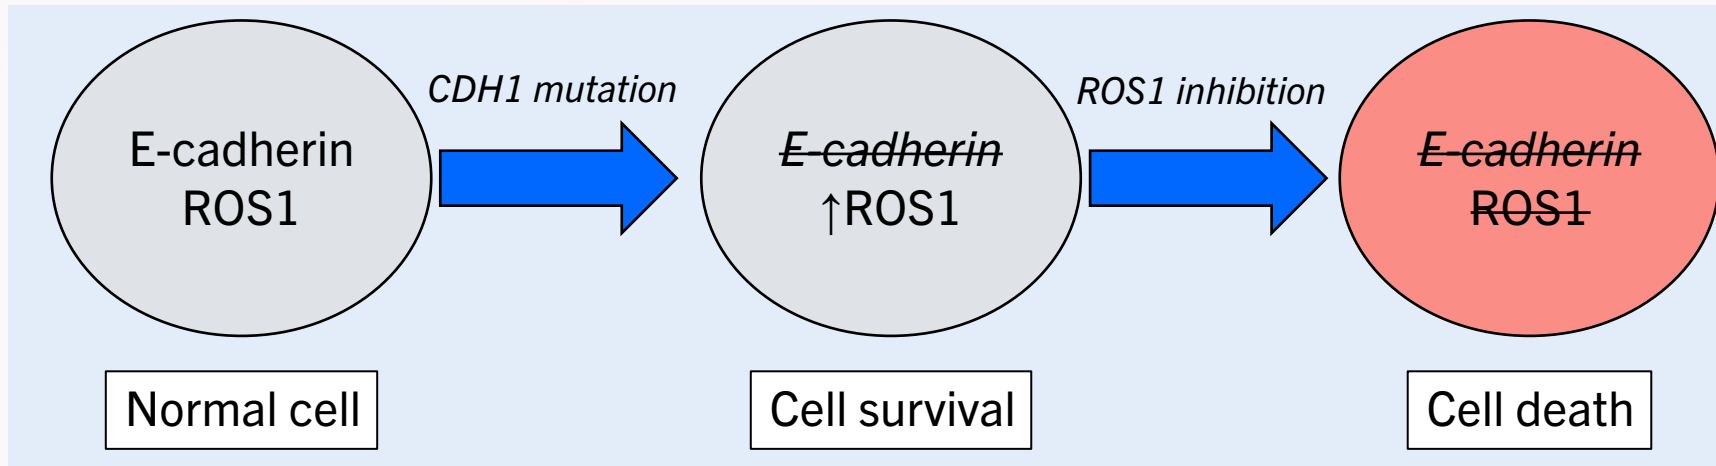 CDH1 mutation
ROS1 inhibition
E-cadherin
ROS1
E-cadherin
↑ROS1
E-cadherin
ROS1
Normal cell
Cell survival
Cell death